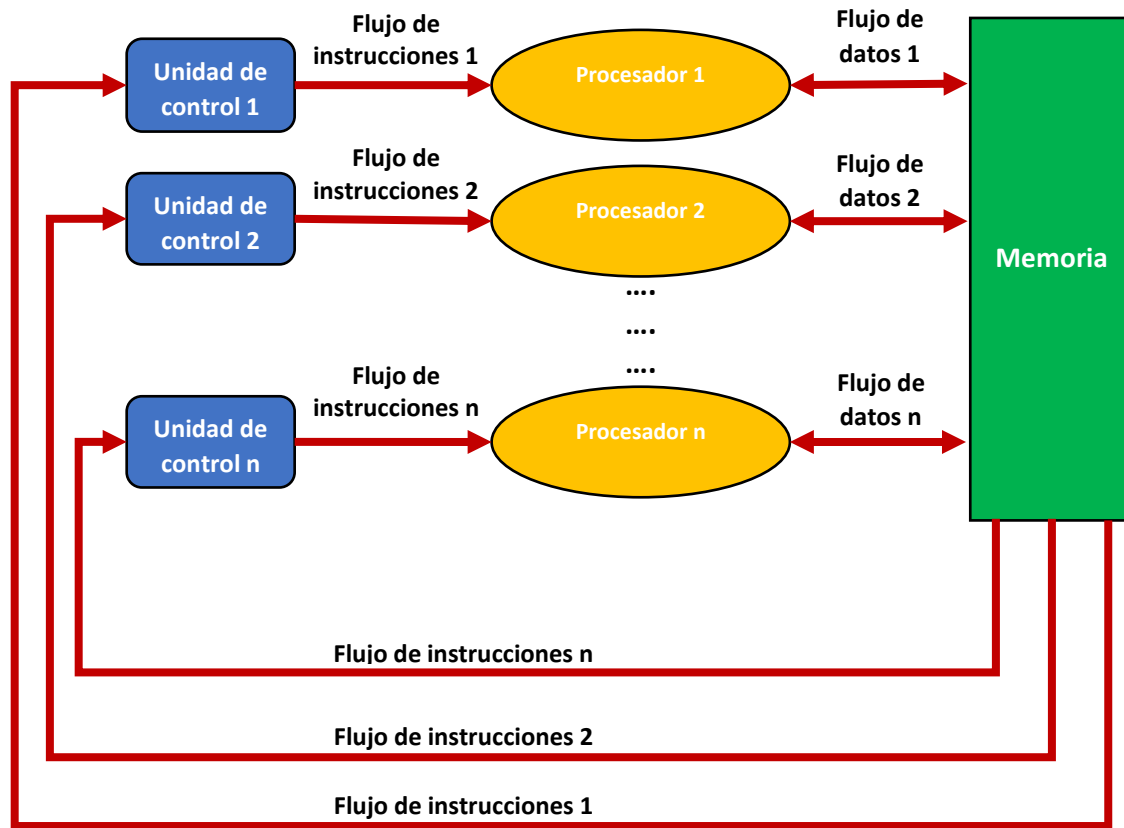 Flujo de
instrucciones 1
Flujo de
datos 1
Unidad de
control 1
Procesador 1
Flujo de
instrucciones 2
Flujo de
datos 2
Unidad de
control 2
Procesador 2
Memoria
....
....
....
Flujo de
instrucciones n
Flujo de
datos n
Unidad de
control n
Procesador n
Flujo de instrucciones n
Flujo de instrucciones 2
Flujo de instrucciones 1